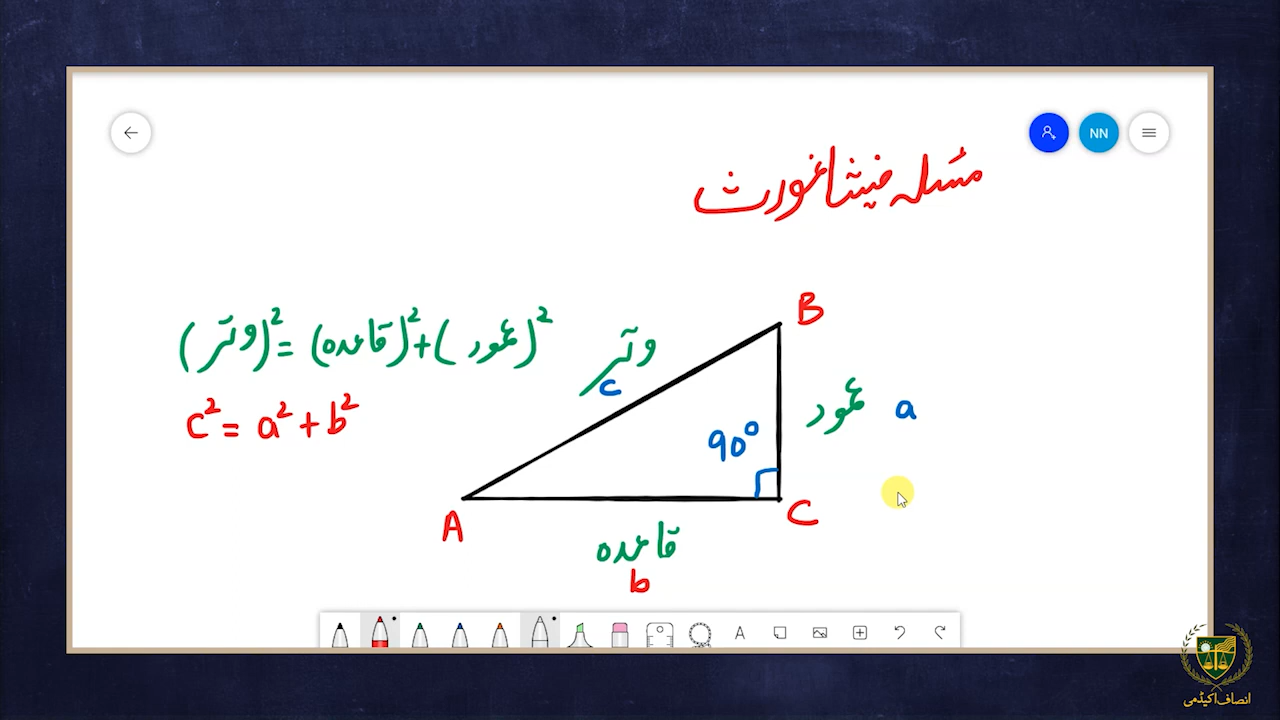 NN
مسئلہ فیثاغورث
B
(وتر)² = (قاعدہ)² + (عمود)²
وتر
c
c² = a² + b²
عمود a
90°
A
C
قاعدہ
b
A
انصاف اکیڈمی